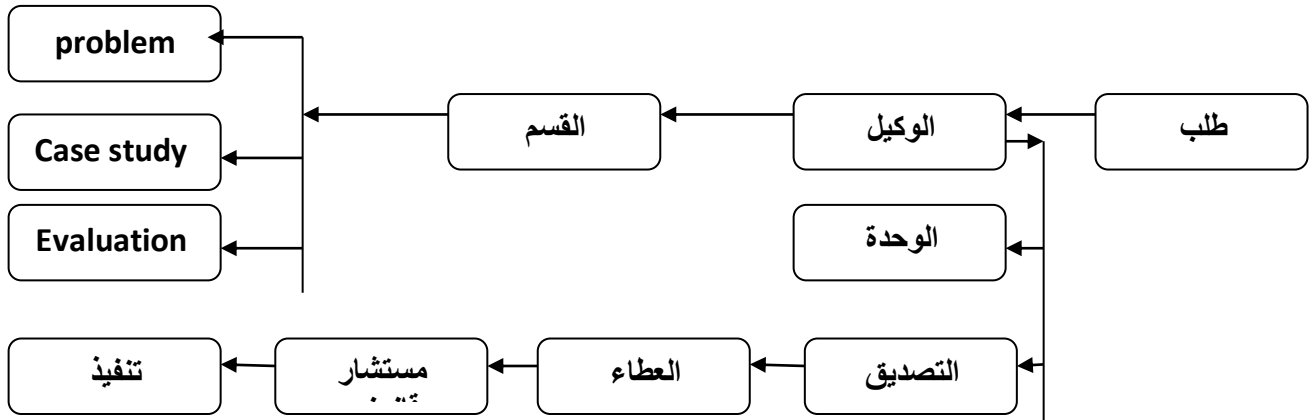 problem
طلب
الوكيل
القسم
Case study
الوحدة
Evaluation
التصديق
العطاء
مستشار
تنفيذ